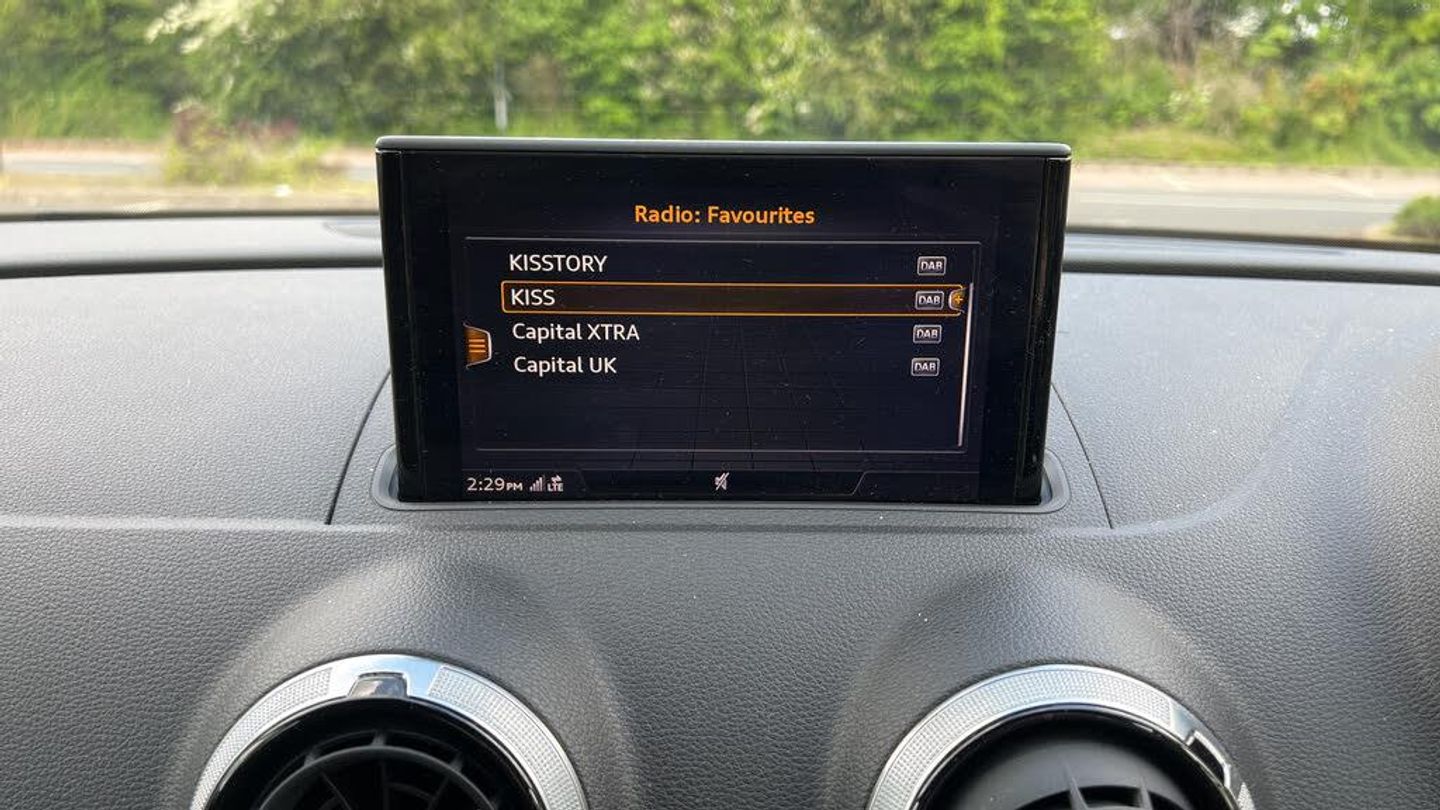 Radio: Favourites
KISSTORY DAB
KISS DAB +
Capital XTRA DAB
Capital UK DAB
2:29PM LTE